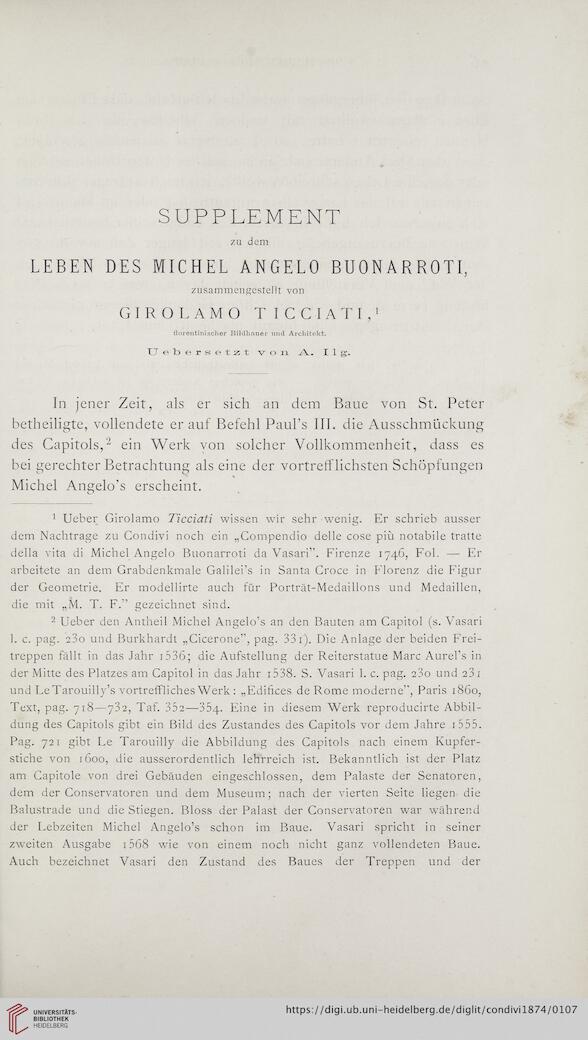 SUPPLEMENT
zu dem
LEBEN DES MICHEL ANGELO BUONARROTI,
zusammengestellt von
GIROLAMO TICCIATI,¹
florentinischer Bildhauer und Architekt.
Uebersetzt von A. Ilg.
In jener Zeit, als er sich an dem Baue von St. Peter
betheiligte, vollendete er auf Befehl Paul's III. die Ausschmückung
des Capitols,² ein Werk von solcher Vollkommenheit, dass es
bei gerechter Betrachtung als eine der vortrefflichsten Schöpfungen
Michel Angelo's erscheint.
¹ Ueber Girolamo Ticciati wissen wir sehr wenig. Er schrieb ausser
dem Nachtrage zu Condivi noch ein „Compendio delle cose più notabile tratte
della vita di Michel Angelo Buonarroti da Vasari”. Firenze 1746, Fol. — Er
arbeitete an dem Grabdenkmale Galilei's in Santa Croce in Florenz die Figur
der Geometrie. Er modellirte auch für Porträt-Medaillons und Medaillen,
die mit „M. T. F.” gezeichnet sind.
² Ueber den Antheil Michel Angelo's an den Bauten am Capitol (s. Vasari
l. c. pag. 230 und Burkhardt „Cicerone”, pag. 331). Die Anlage der beiden Frei-
treppen fällt in das Jahr 1536; die Aufstellung der Reiterstatue Marc Aurel's in
der Mitte des Platzes am Capitol in das Jahr 1538. S. Vasari l. c. pag. 230 und 231
und Le Tarouilly's vortreffliches Werk: „Edifices de Rome moderne”, Paris 1860,
Text, pag. 718—732, Taf. 352—354. Eine in diesem Werk reproducirte Abbil-
dung des Capitols gibt ein Bild des Zustandes des Capitols vor dem Jahre 1555.
Pag. 721 gibt Le Tarouilly die Abbildung des Capitols nach einem Kupfer-
stiche von 1600, die ausserordentlich lehrreich ist. Bekanntlich ist der Platz
am Capitole von drei Gebäuden eingeschlossen, dem Palaste der Senatoren,
dem der Conservatoren und dem Museum; nach der vierten Seite liegen die
Balustrade und die Stiegen. Bloss der Palast der Conservatoren war während
der Lebzeiten Michel Angelo's schon im Baue. Vasari spricht in seiner
zweiten Ausgabe 1568 wie von einem noch nicht ganz vollendeten Baue.
Auch bezeichnet Vasari den Zustand des Baues der Treppen und der
UNIVERSITÄTS-
BIBLIOTHEK
HEIDELBERG
https://digi.ub.uni-heidelberg.de/diglit/condivi1874/0107